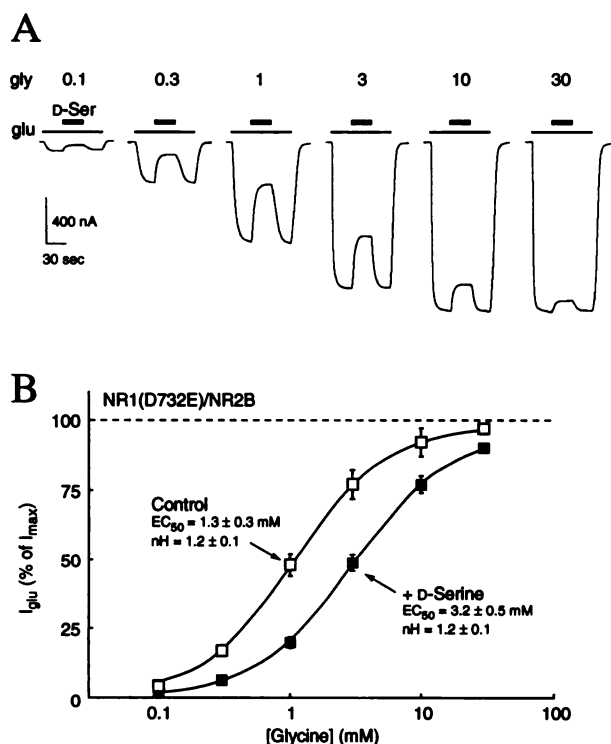 A
gly 0.1 0.3 1 3 10 30
D-Ser
glu
400 nA
30 sec
B
NR1(D732E)/NR2B
100
75
50
25
0
Iglu (% of Imax)
Control
EC50 = 1.3 ± 0.3 mM
nH = 1.2 ± 0.1
+ D-Serine
EC50 = 3.2 ± 0.5 mM
nH = 1.2 ± 0.1
0.1 1 10 100
[Glycine] (mM)